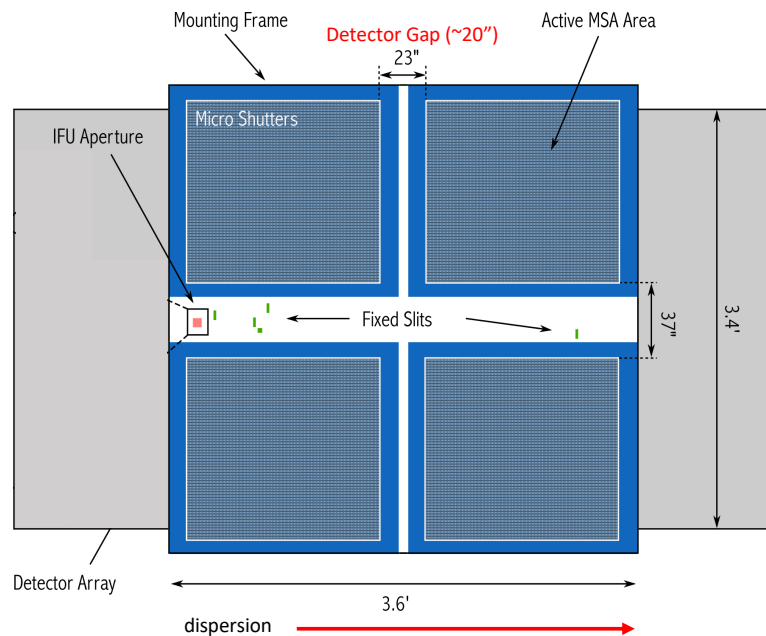 Mounting Frame
Detector Gap (~20”)
23"
Active MSA Area
IFU Aperture
Micro Shutters
Fixed Slits
37"
3.4'
Detector Array
3.6'
dispersion